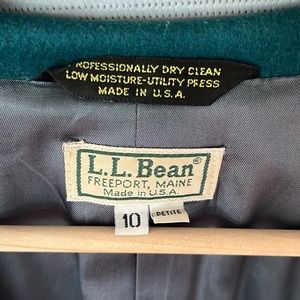 PROFESSIONALLY DRY CLEAN
LOW MOISTURE-UTILITY PRESS
MADE IN U.S.A.
L.L.Bean®
FREEPORT, MAINE
Made in U.S.A.
10
PETITE